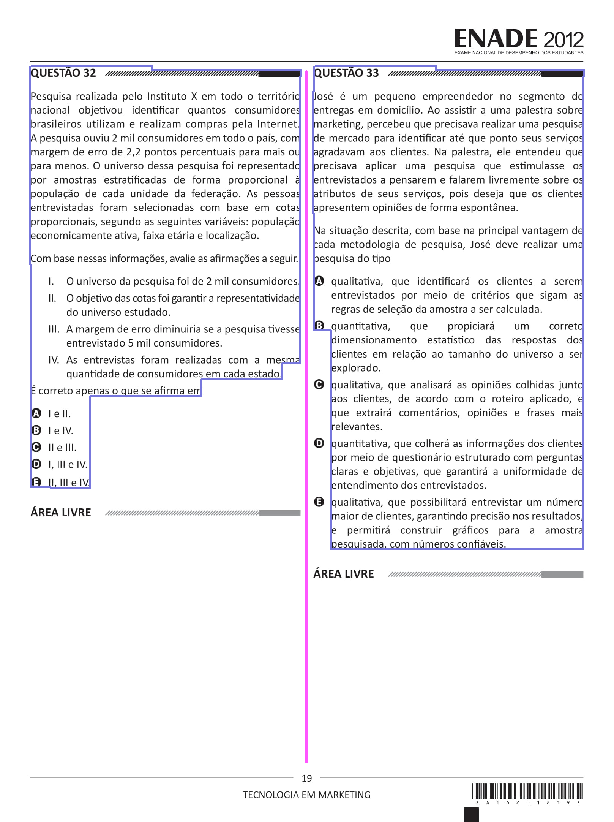 ENADE 2012
EXAME NACIONAL DE DESEMPENHO DOS ESTUDANTES
QUESTÃO 32
Pesquisa realizada pelo Instituto X em todo o território
nacional objetivou identificar quantos consumidores
brasileiros utilizam e realizam compras pela Internet.
A pesquisa ouviu 2 mil consumidores em todo o país, com
margem de erro de 2,2 pontos percentuais para mais ou
para menos. O universo dessa pesquisa foi representado
por amostras estratificadas de forma proporcional à
população de cada unidade da federação. As pessoas
entrevistadas foram selecionadas com base em cotas
proporcionais, segundo as seguintes variáveis: população
economicamente ativa, faixa etária e localização.
Com base nessas informações, avalie as afirmações a seguir.
I. O universo da pesquisa foi de 2 mil consumidores.
II. O objetivo das cotas foi garantir a representatividade
do universo estudado.
III. A margem de erro diminuiria se a pesquisa tivesse
entrevistado 5 mil consumidores.
IV. As entrevistas foram realizadas com a mesma
quantidade de consumidores em cada estado.
É correto apenas o que se afirma em
A I e II.
B I e IV.
C II e III.
D I, III e IV.
E II, III e IV.
ÁREA LIVRE
QUESTÃO 33
José é um pequeno empreendedor no segmento de
entregas em domicílio. Ao assistir a uma palestra sobre
marketing, percebeu que precisava realizar uma pesquisa
de mercado para identificar até que ponto seus serviços
agradavam aos clientes. Na palestra, ele entendeu que
precisava aplicar uma pesquisa que estimulasse os
entrevistados a pensarem e falarem livremente sobre os
atributos de seus serviços, pois deseja que os clientes
apresentem opiniões de forma espontânea.
Na situação descrita, com base na principal vantagem de
cada metodologia de pesquisa, José deve realizar uma
pesquisa do tipo
A qualitativa, que identificará os clientes a serem
entrevistados por meio de critérios que sigam as
regras de seleção da amostra a ser calculada.
B quantitativa, que propiciará um correto
dimensionamento estatístico das respostas dos
clientes em relação ao tamanho do universo a ser
explorado.
C qualitativa, que analisará as opiniões colhidas junto
aos clientes, de acordo com o roteiro aplicado, e
que extrairá comentários, opiniões e frases mais
relevantes.
D quantitativa, que colherá as informações dos clientes
por meio de questionário estruturado com perguntas
claras e objetivas, que garantirá a uniformidade de
entendimento dos entrevistados.
E qualitativa, que possibilitará entrevistar um número
maior de clientes, garantindo precisão nos resultados,
e permitirá construir gráficos para a amostra
pesquisada, com números confiáveis.
ÁREA LIVRE
19
TECNOLOGIA EM MARKETING